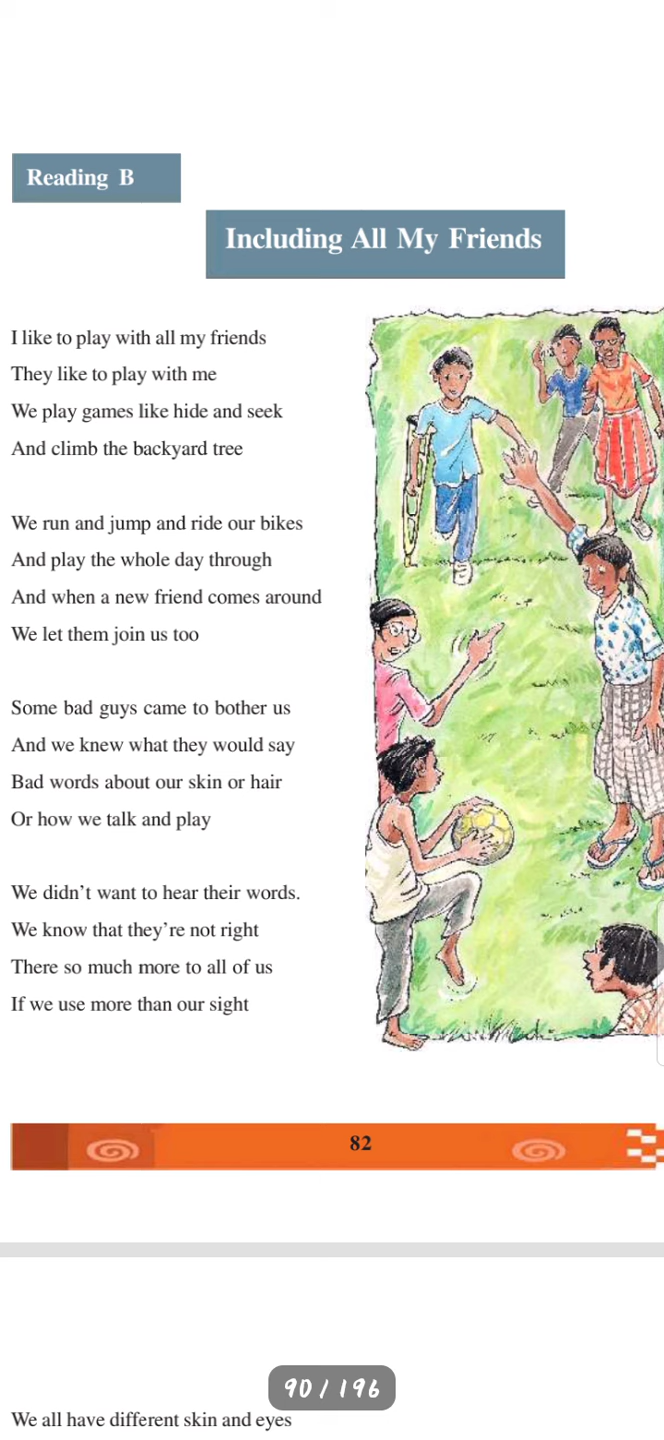 Reading B
Including All My Friends
I like to play with all my friends
They like to play with me
We play games like hide and seek
And climb the backyard tree
We run and jump and ride our bikes
And play the whole day through
And when a new friend comes around
We let them join us too
Some bad guys came to bother us
And we knew what they would say
Bad words about our skin or hair
Or how we talk and play
We didn't want to hear their words.
We know that they're not right
There so much more to all of us
If we use more than our sight
82
90 / 196
We all have different skin and eyes